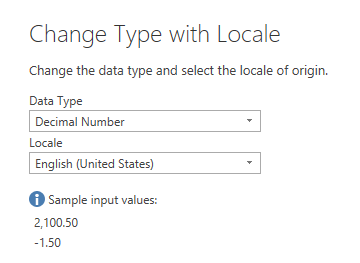 Change Type with Locale
Change the data type and select the locale of origin.
Data Type
Decimal Number
Locale
English (United States)
Sample input values:
2,100.50
-1.50